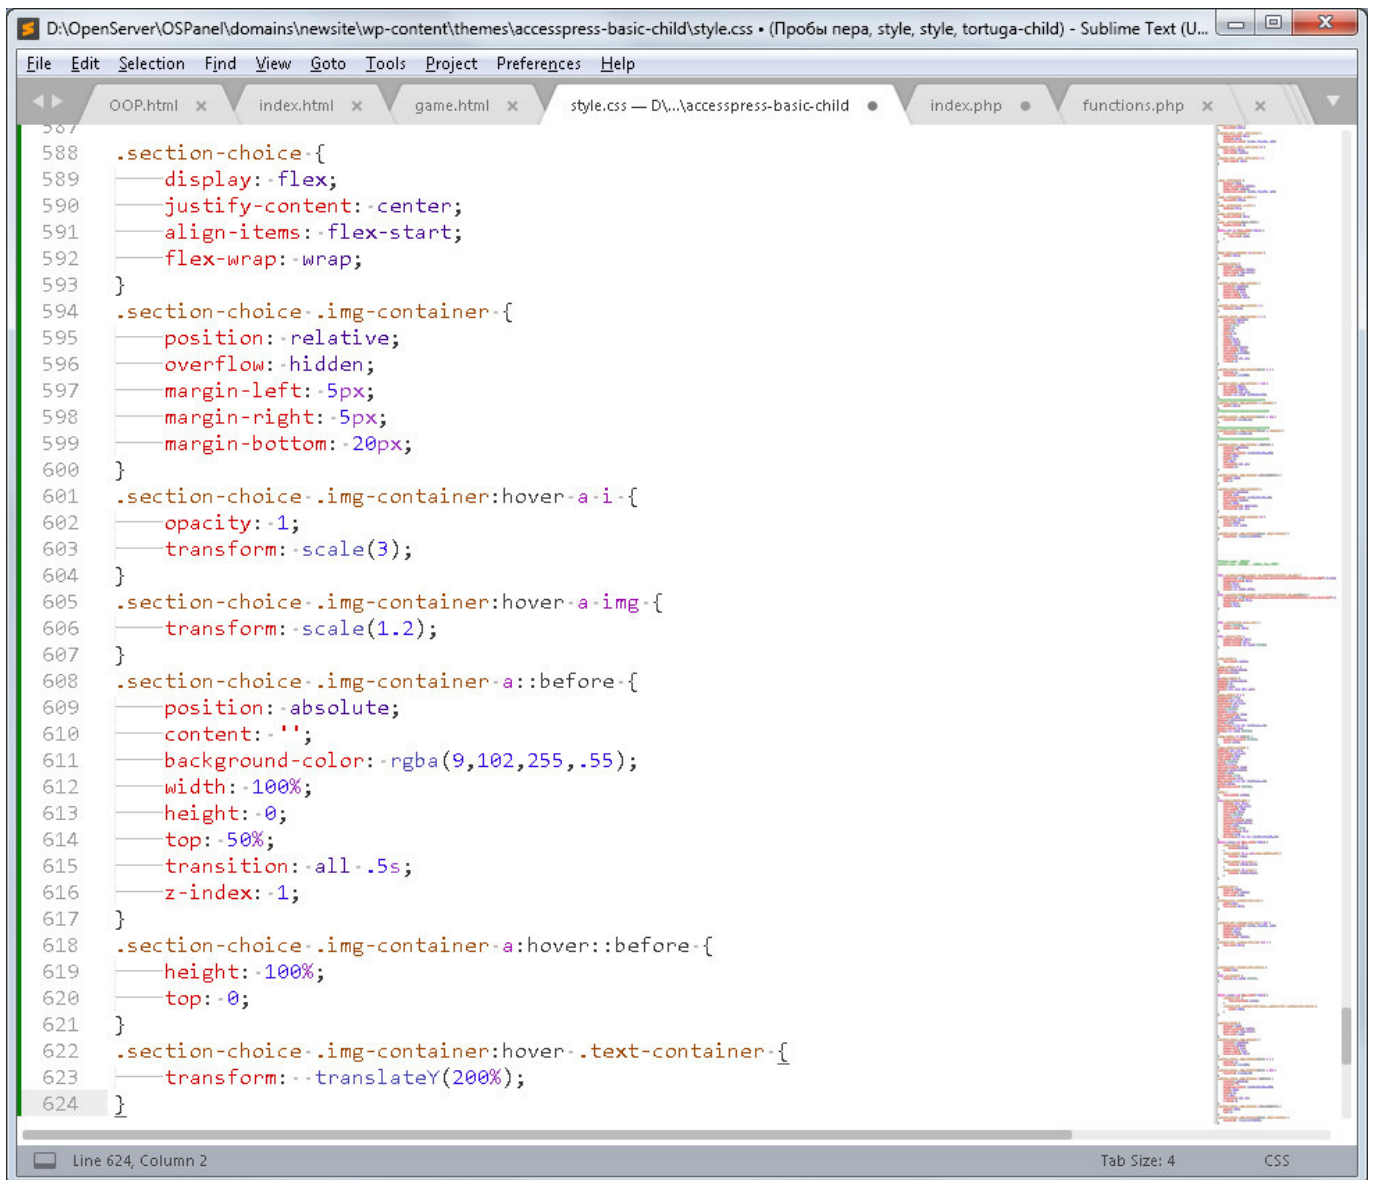 D:\OpenServer\OSPanel\domains\newsite\wp-content\themes\accesspress-basic-child\style.css • (Пробы пера, style, style, tortuga-child) - Sublime Text (U...
File Edit Selection Find View Goto Tools Project Preferences Help
OOP.html × index.html × game.html × style.css — D\...\accesspress-basic-child • index.php • functions.php × ×
587
588 .section-choice {
589 display: flex;
590 justify-content: center;
591 align-items: flex-start;
592 flex-wrap: wrap;
593 }
594 .section-choice .img-container {
595 position: relative;
596 overflow: hidden;
597 margin-left: 5px;
598 margin-right: 5px;
599 margin-bottom: 20px;
600 }
601 .section-choice .img-container:hover a i {
602 opacity: 1;
603 transform: scale(3);
604 }
605 .section-choice .img-container:hover a img {
606 transform: scale(1.2);
607 }
608 .section-choice .img-container a::before {
609 position: absolute;
610 content: '';
611 background-color: rgba(9,102,255,.55);
612 width: 100%;
613 height: 0;
614 top: 50%;
615 transition: all .5s;
616 z-index: 1;
617 }
618 .section-choice .img-container a:hover::before {
619 height: 100%;
620 top: 0;
621 }
622 .section-choice .img-container:hover .text-container {
623 transform:  translateY(200%);
624 }
Line 624, Column 2 Tab Size: 4 CSS